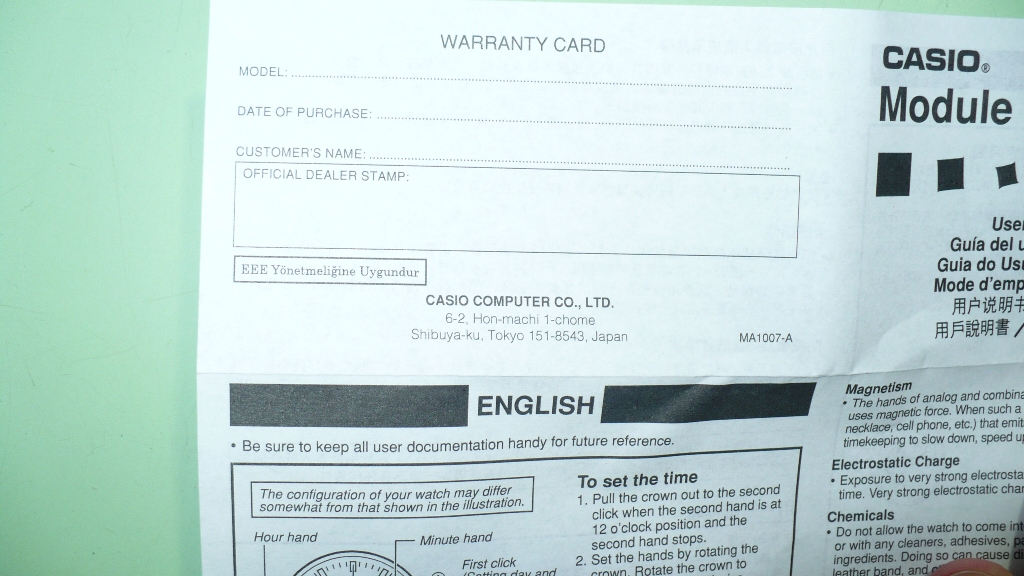 WARRANTY CARD
MODEL:
DATE OF PURCHASE:
CUSTOMER'S NAME:
OFFICIAL DEALER STAMP:
EEE Yönetmeliğine Uygundur
CASIO COMPUTER CO., LTD.
6-2, Hon-machi 1-chome
Shibuya-ku, Tokyo 151-8543, Japan
MA1007-A
CASIO®
Module
User
Guía del u
Guia do Usu
Mode d'emp
用户说明书
用戶說明書 /
ENGLISH
• Be sure to keep all user documentation handy for future reference.
The configuration of your watch may differ
somewhat from that shown in the illustration.
Hour hand
Minute hand
First click
(Setting day and
To set the time
1. Pull the crown out to the second
click when the second hand is at
12 o'clock position and the
second hand stops.
2. Set the hands by rotating the
crown. Rotate the crown to
Magnetism
• The hands of analog and combina
uses magnetic force. When such a
necklace, cell phone, etc.) that emit
timekeeping to slow down, speed up
Electrostatic Charge
• Exposure to very strong electrosta
time. Very strong electrostatic char
Chemicals
• Do not allow the watch to come int
or with any cleaners, adhesives, pa
ingredients. Doing so can cause di
leather band, and